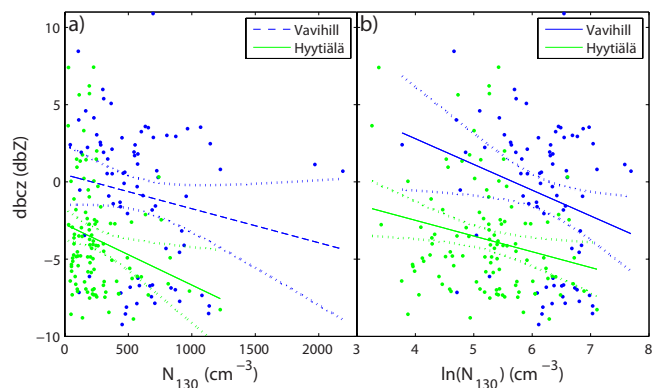 a)
Vavihill
Hyytiälä
b)
Vavihill
Hyytiälä
10
5
0
−5
−10
dbcz (dbZ)
0 500 1000 1500 2000
3 4 5 6 7 8
N130 (cm−3)
ln(N130) (cm−3)